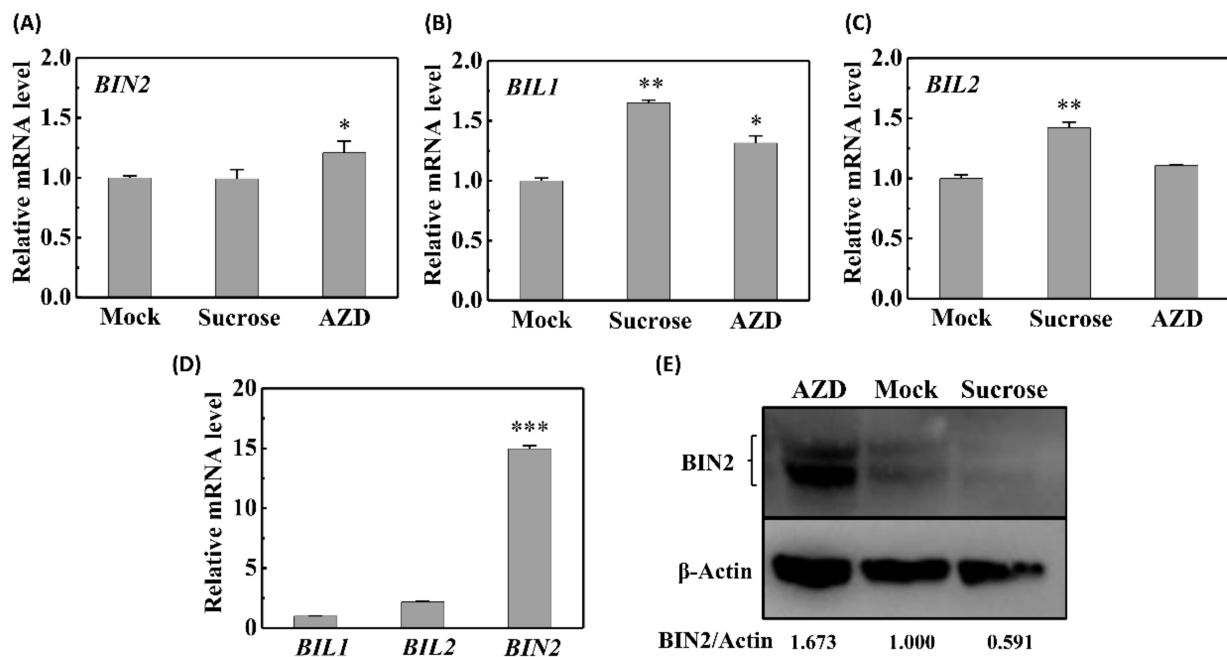 (A)
Relative mRNA level
2.0
1.5
1.0
0.5
0.0
BIN2
*
Mock Sucrose AZD
(B)
Relative mRNA level
2.0
1.5
1.0
0.5
0.0
BIL1
**
*
Mock Sucrose AZD
(C)
Relative mRNA level
2.0
1.5
1.0
0.5
0.0
BIL2
**
Mock Sucrose AZD
(D)
Relative mRNA level
20
15
10
5
0
***
BIL1 BIL2 BIN2
(E)
AZD Mock Sucrose
BIN2
β-Actin
BIN2/Actin 1.673 1.000 0.591